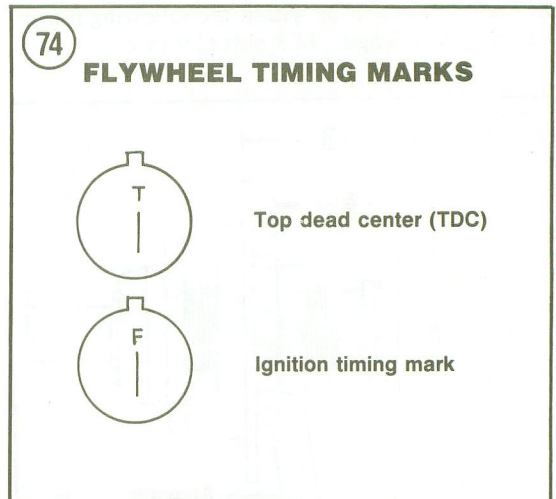 74
FLYWHEEL TIMING MARKS
T
Top dead center (TDC)
F
Ignition timing mark